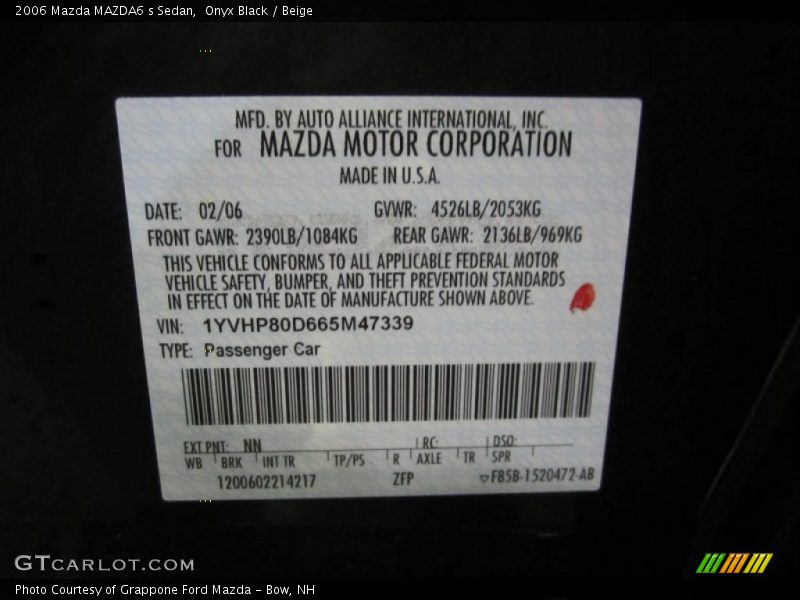 2006 Mazda MAZDA6 s Sedan,  Onyx Black / Beige
MFD. BY AUTO ALLIANCE INTERNATIONAL, INC.
FOR MAZDA MOTOR CORPORATION
MADE IN U.S.A.
DATE: 02/06 GVWR: 4526LB/2053KG
FRONT GAWR: 2390LB/1084KG REAR GAWR: 2136LB/969KG
THIS VEHICLE CONFORMS TO ALL APPLICABLE FEDERAL MOTOR
VEHICLE SAFETY, BUMPER, AND THEFT PREVENTION STANDARDS
IN EFFECT ON THE DATE OF MANUFACTURE SHOWN ABOVE.
VIN: 1YVHP80D665M47339
TYPE: Passenger Car
EXT PNT: NN RC: DSO:
WB BRK INT TR TP/PS R AXLE TR SPR
1200602214217 ZFP ▽F85B-1520472-AB
GTCARLOT.COM
Photo Courtesy of Grappone Ford Mazda - Bow, NH